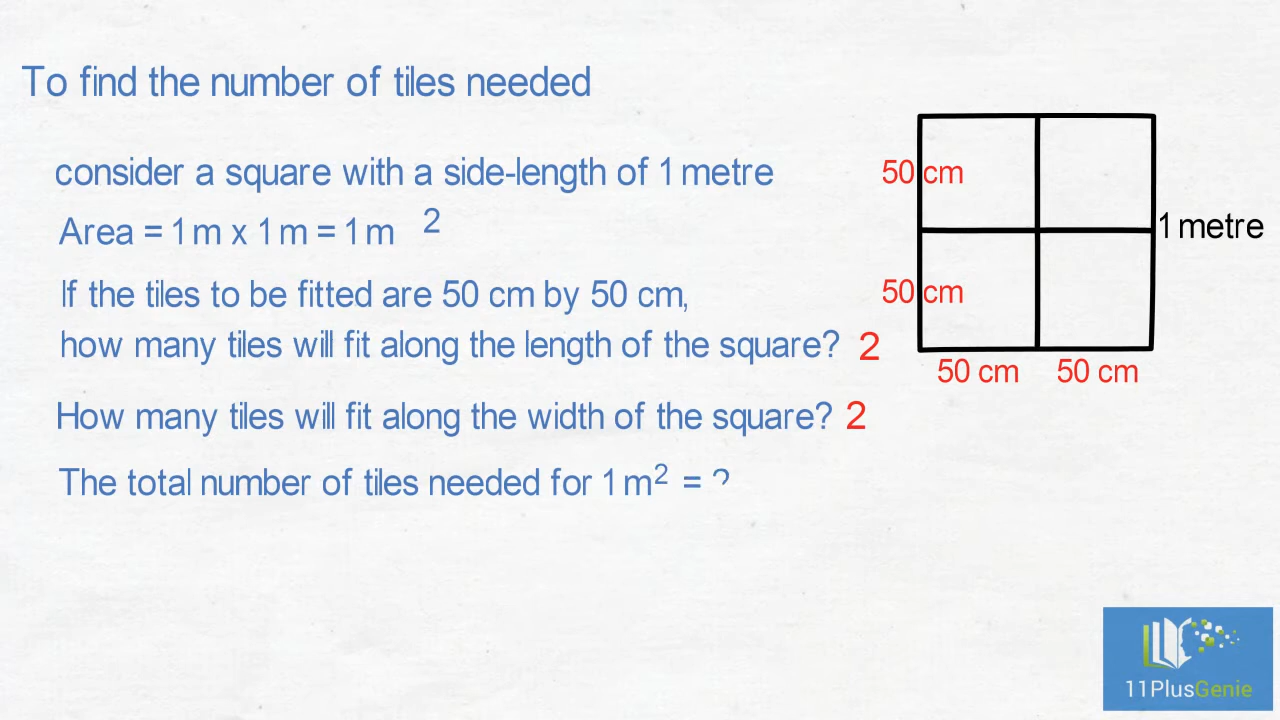 To find the number of tiles needed
consider a square with a side-length of 1 metre
Area = 1 m x 1 m = 1 m 2
If the tiles to be fitted are 50 cm by 50 cm,
how many tiles will fit along the length of the square? 2
How many tiles will fit along the width of the square? 2
The total number of tiles needed for 1 m² =
50 cm
1 metre
50 cm
50 cm 50 cm
11PlusGenie